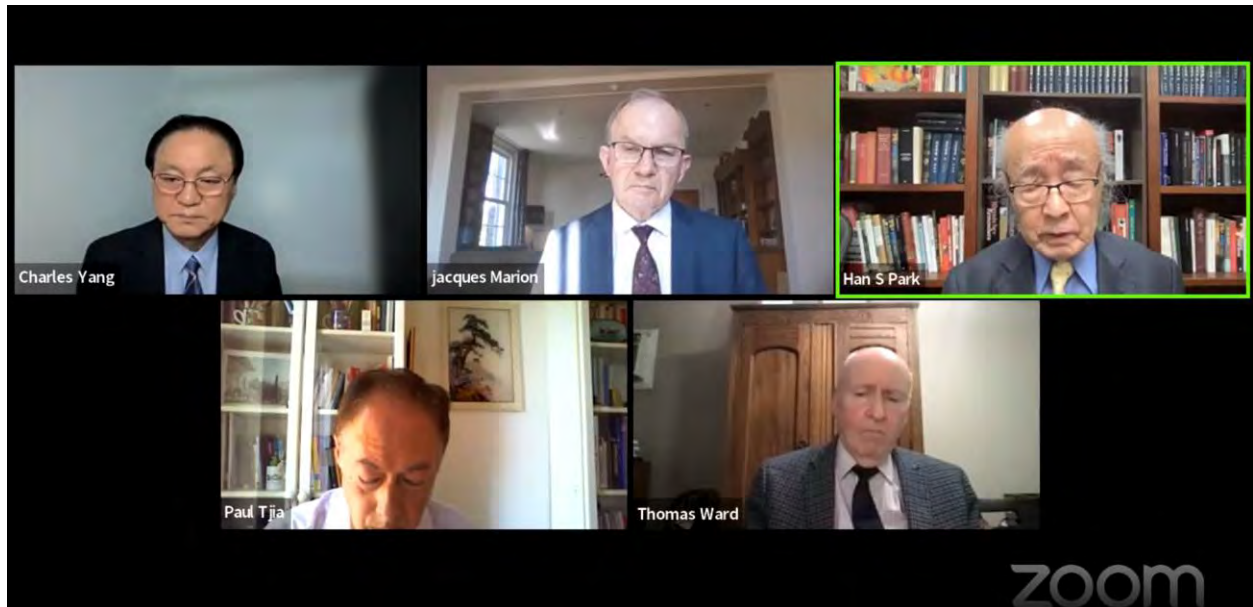 Charles Yang
jacques Marion
Han S Park
Paul Tjia
Thomas Ward
zoom